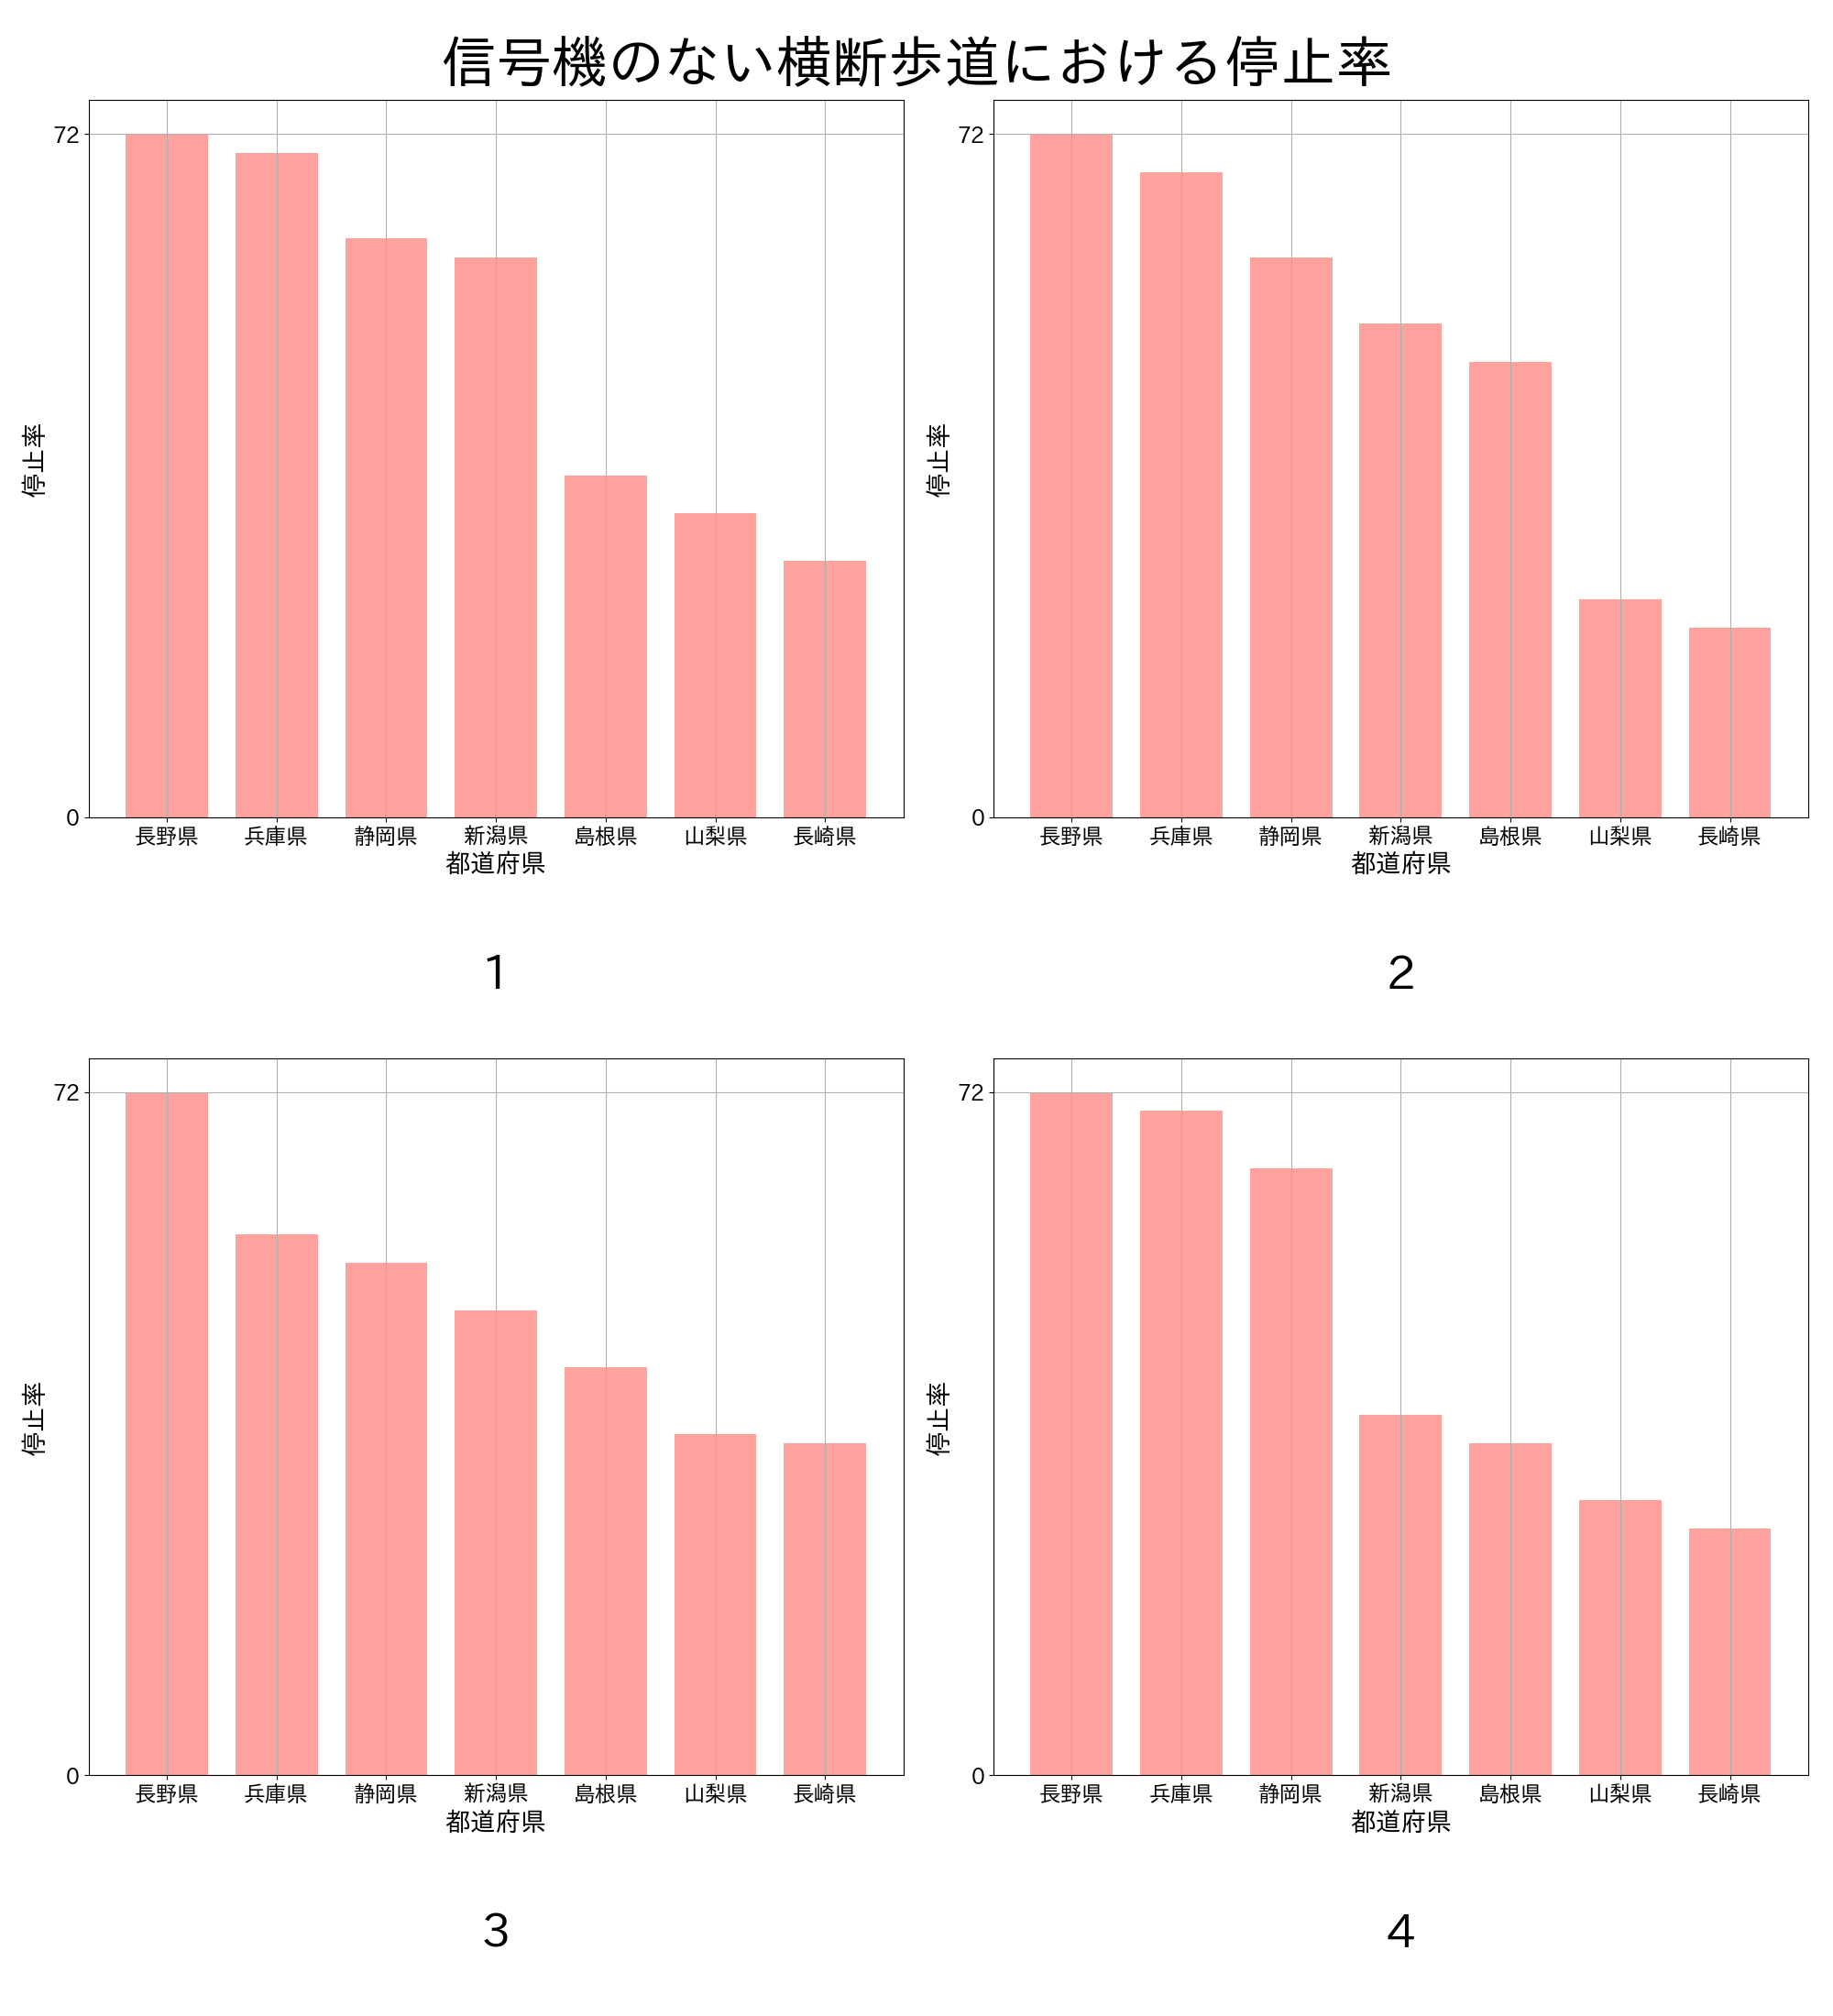 信号機のない横断歩道における停止率
72
0
停止率
長野県 兵庫県 静岡県 新潟県 島根県 山梨県 長崎県
都道府県
1
72
0
停止率
長野県 兵庫県 静岡県 新潟県 島根県 山梨県 長崎県
都道府県
2
72
0
停止率
長野県 兵庫県 静岡県 新潟県 島根県 山梨県 長崎県
都道府県
3
72
0
停止率
長野県 兵庫県 静岡県 新潟県 島根県 山梨県 長崎県
都道府県
4